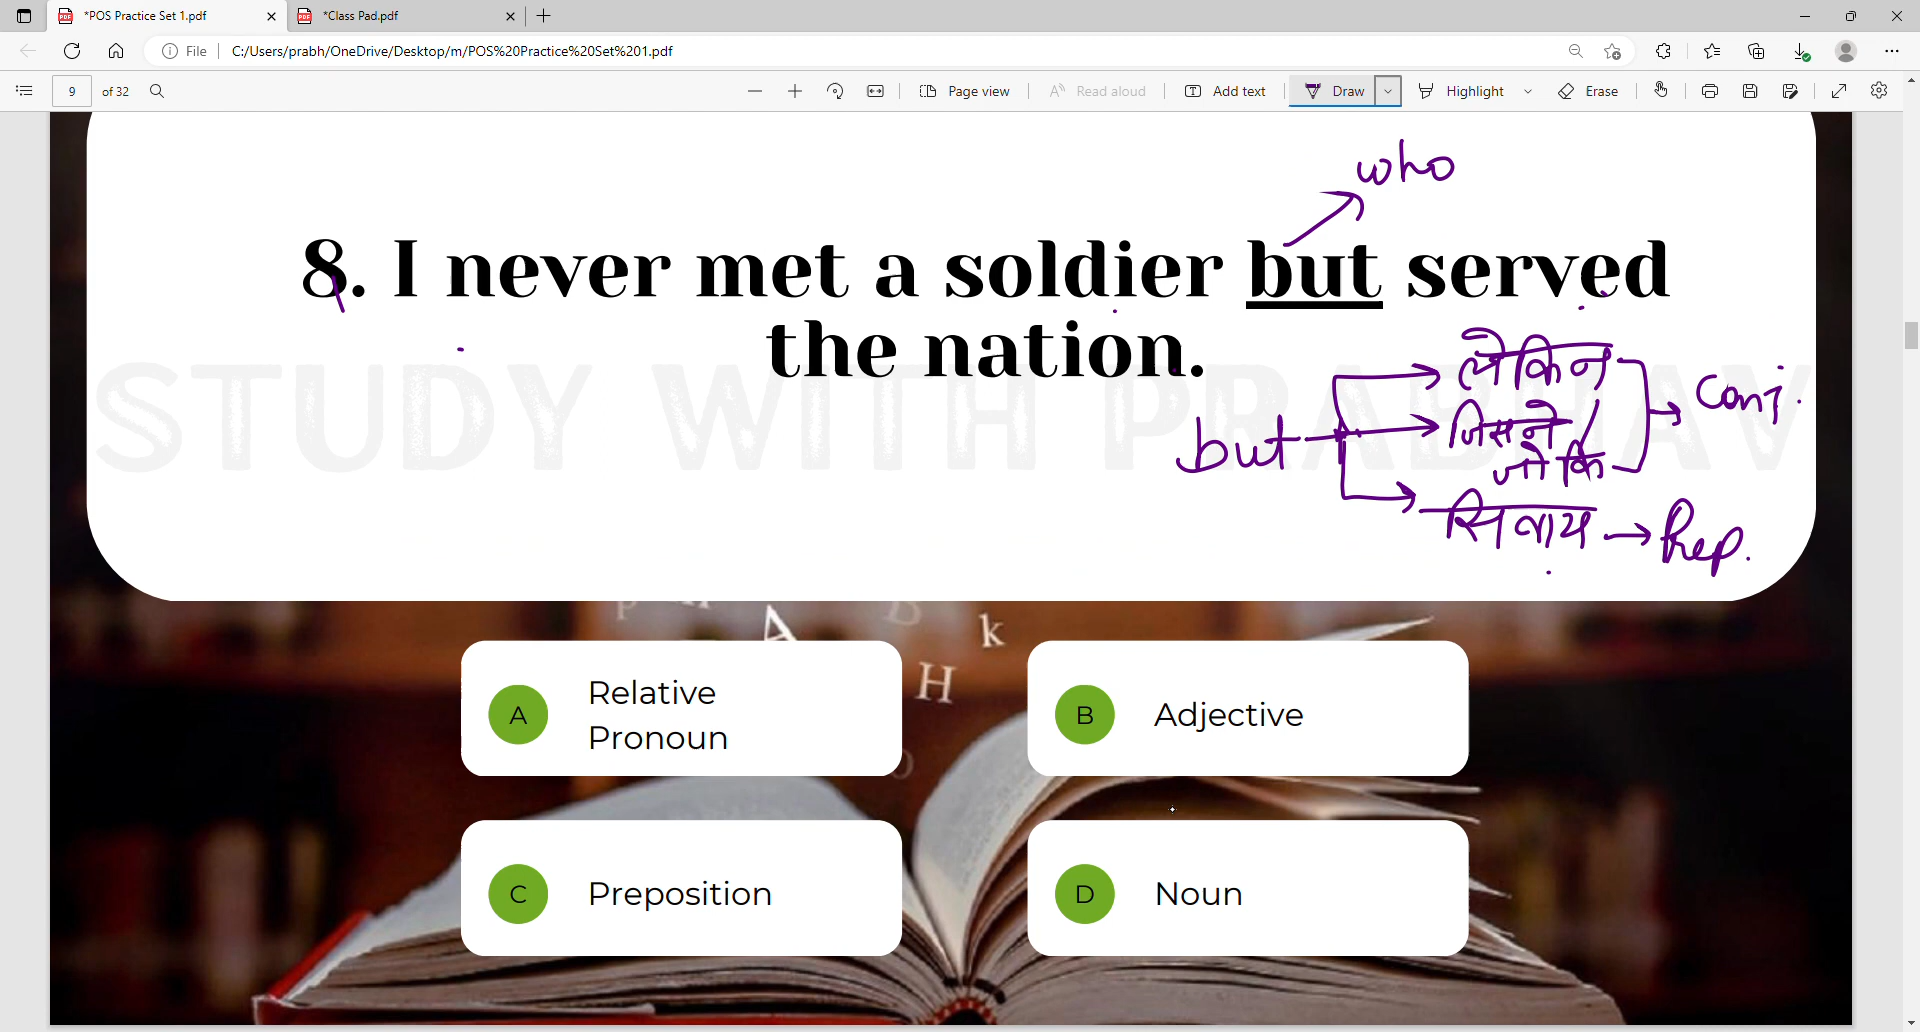 *POS Practice Set 1.pdf
*Class Pad.pdf
File
C:/Users/prabh/OneDrive/Desktop/m/POS%20Practice%20Set%201.pdf
9 of 32
Page view
Read aloud
Add text
Draw
Highlight
Erase
who
8. I never met a soldier but served
the nation.
STUDY WITH PRABHAV
but
लेकिन
जिसने
जो कि
Conj.
सिवाय
Prep.
A
k
H
A Relative
Pronoun
B Adjective
C Preposition
D Noun